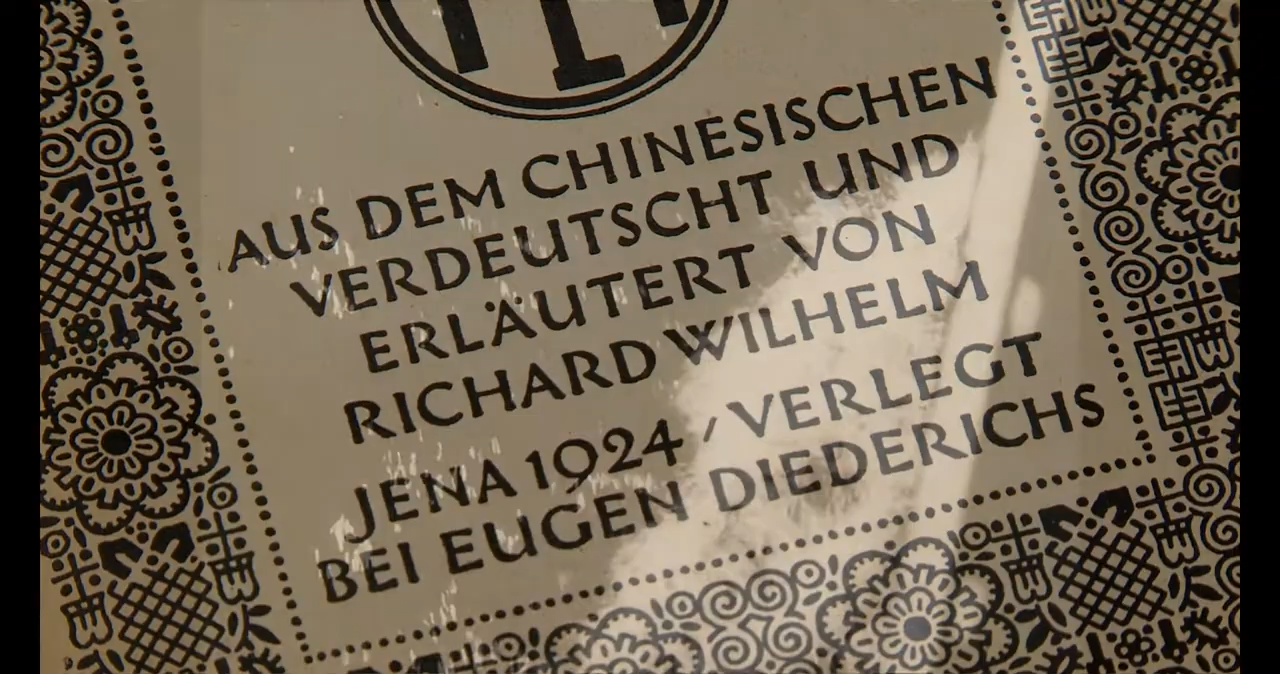 AUS DEM CHINESISCHEN
VERDEUTSCHT UND
ERLÄUTERT VON
RICHARD WILHELM
JENA 1924 / VERLEGT
BEI EUGEN DIEDERICHS